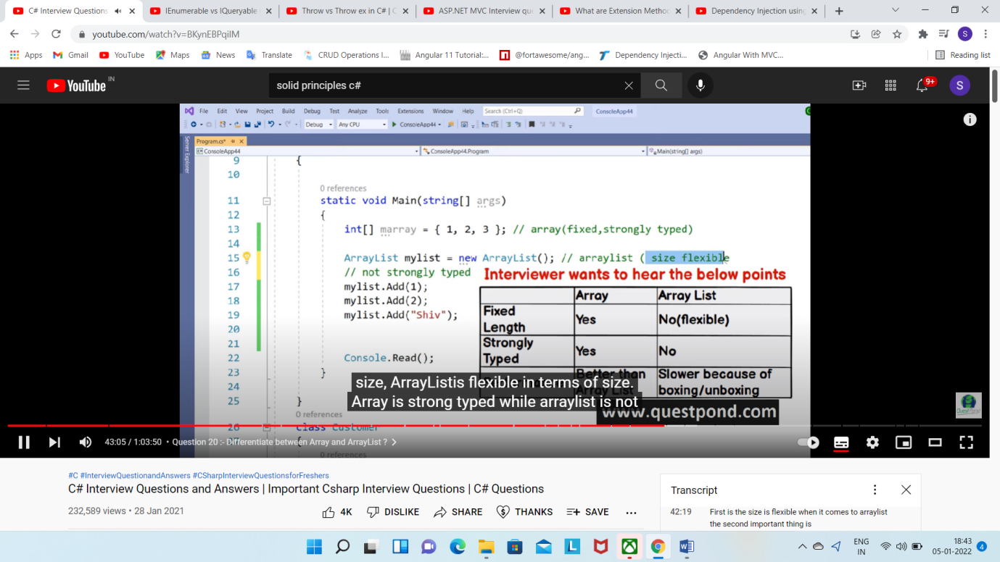 C# Interview Questions
IEnumerable vs IQueryable
Throw vs Throw ex in C# | C
ASP.NET MVC Interview que
What are Extension Metho
Dependency Injection using
youtube.com/watch?v=BKynEBPqiIM
S
Apps
Gmail
YouTube
Maps
News
Translate
CRUD Operations I...
Angular 11 Tutorial:...
@fortawesome/ang...
Dependency Injecti...
Angular With MVC...
Reading list
YouTube IN
solid principles c#
9+
S
File Edit View Project Build Debug Test Analyze Tools Extensions Window Help Search (Ctrl+Q) ConsoleApp44
Debug Any CPU ConsoleApp44
Server Explorer
Program.cs*
ConsoleApp44 ConsoleApp44.Program Main(string[] args)
9 {
10
0 references
11 static void Main(string[] args)
12 {
13 int[] marray = { 1, 2, 3 }; // array(fixed,strongly typed)
14
15 ArrayList mylist = new ArrayList(); // arraylist ( size flexible
16 // not strongly typed
17 mylist.Add(1);
18 mylist.Add(2);
19 mylist.Add("Shiv");
20
21
22 Console.Read();
23 }
24
25 }
0 references
26 class Customer
27 {
0 references
Interviewer wants to hear the below points
Array Array List
Fixed Length Yes No(flexible)
Strongly Typed Yes No
Better than Array List Slower because of boxing/unboxing
size, ArrayListis flexible in terms of size.
Array is strong typed while arraylist is not
www.questpond.com
43:05 / 1:03:50 • Question 20 :- Differentiate between Array and ArrayList ?
#C #InterviewQuestionandAnswers #CSharpInterviewQuestionsforFreshers
C# Interview Questions and Answers | Important Csharp Interview Questions | C# Questions
232,589 views • 28 Jan 2021
4K DISLIKE SHARE THANKS SAVE
Transcript
42:19 First is the size is flexible when it comes to arraylist
the second important thing is
ENG
IN
18:43
05-01-2022
4